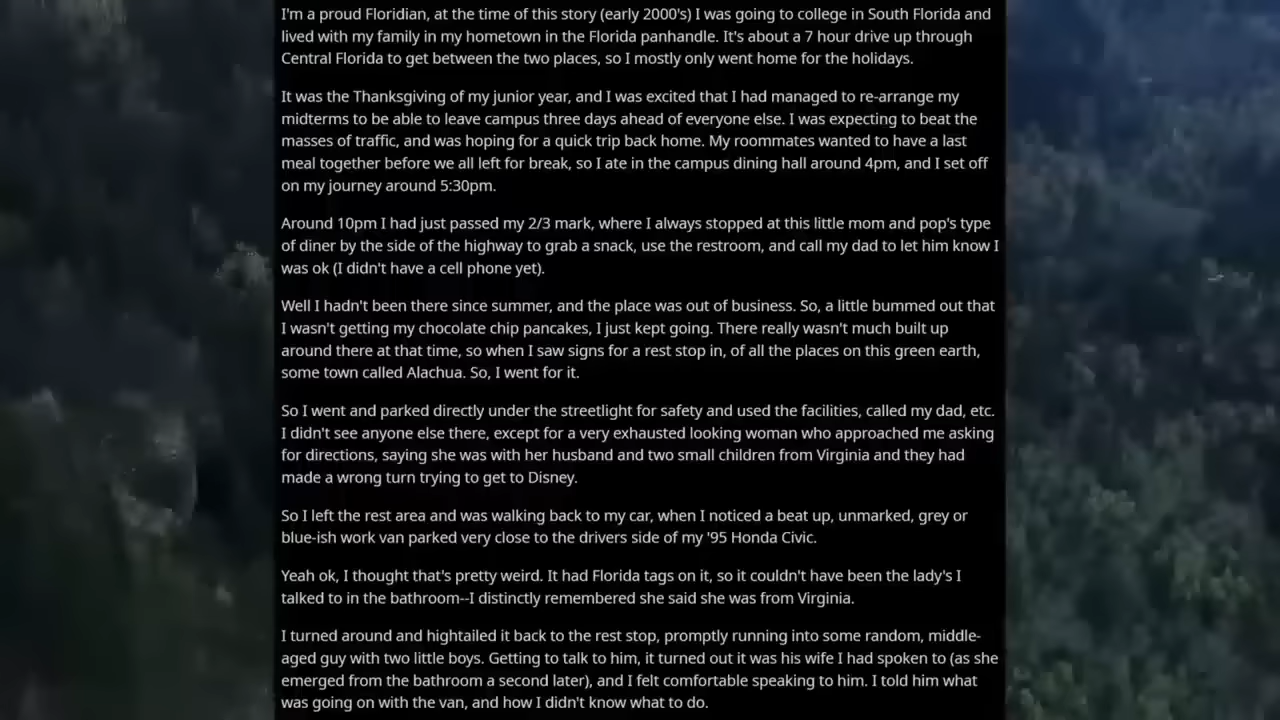 I'm a proud Floridian, at the time of this story (early 2000's) I was going to college in South Florida and
lived with my family in my hometown in the Florida panhandle. It's about a 7 hour drive up through
Central Florida to get between the two places, so I mostly only went home for the holidays.
It was the Thanksgiving of my junior year, and I was excited that I had managed to re-arrange my
midterms to be able to leave campus three days ahead of everyone else. I was expecting to beat the
masses of traffic, and was hoping for a quick trip back home. My roommates wanted to have a last
meal together before we all left for break, so I ate in the campus dining hall around 4pm, and I set off
on my journey around 5:30pm.
Around 10pm I had just passed my 2/3 mark, where I always stopped at this little mom and pop's type
of diner by the side of the highway to grab a snack, use the restroom, and call my dad to let him know I
was ok (I didn't have a cell phone yet).
Well I hadn't been there since summer, and the place was out of business. So, a little bummed out that
I wasn't getting my chocolate chip pancakes, I just kept going. There really wasn't much built up
around there at that time, so when I saw signs for a rest stop in, of all the places on this green earth,
some town called Alachua. So, I went for it.
So I went and parked directly under the streetlight for safety and used the facilities, called my dad, etc.
I didn't see anyone else there, except for a very exhausted looking woman who approached me asking
for directions, saying she was with her husband and two small children from Virginia and they had
made a wrong turn trying to get to Disney.
So I left the rest area and was walking back to my car, when I noticed a beat up, unmarked, grey or
blue-ish work van parked very close to the drivers side of my '95 Honda Civic.
Yeah ok, I thought that's pretty weird. It had Florida tags on it, so it couldn't have been the lady's I
talked to in the bathroom--I distinctly remembered she said she was from Virginia.
I turned around and hightailed it back to the rest stop, promptly running into some random, middle-
aged guy with two little boys. Getting to talk to him, it turned out it was his wife I had spoken to (as she
emerged from the bathroom a second later), and I felt comfortable speaking to him. I told him what
was going on with the van, and how I didn't know what to do.